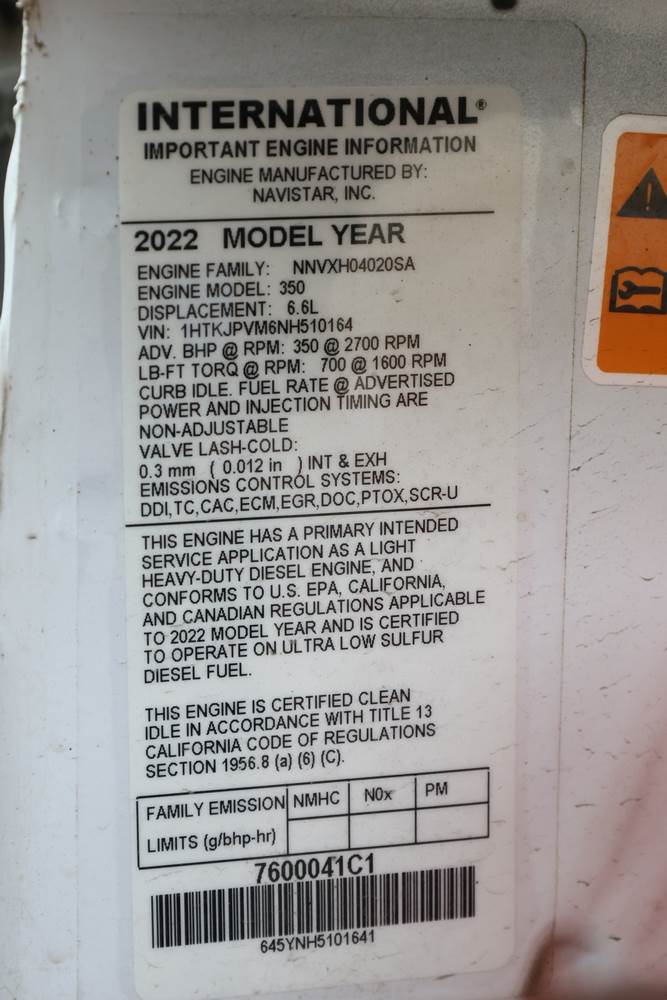 INTERNATIONAL®
IMPORTANT ENGINE INFORMATION
ENGINE MANUFACTURED BY:
NAVISTAR, INC.
2022 MODEL YEAR
ENGINE FAMILY: NNVXH04020SA
ENGINE MODEL: 350
DISPLACEMENT: 6.6L
VIN: 1HTKJPVM6NH510164
ADV. BHP @ RPM: 350 @ 2700 RPM
LB-FT TORQ @ RPM: 700 @ 1600 RPM
CURB IDLE. FUEL RATE @ ADVERTISED
POWER AND INJECTION TIMING ARE
NON-ADJUSTABLE
VALVE LASH-COLD:
0.3 mm ( 0.012 in ) INT & EXH
EMISSIONS CONTROL SYSTEMS:
DDI,TC,CAC,ECM,EGR,DOC,PTOX,SCR-U
THIS ENGINE HAS A PRIMARY INTENDED
SERVICE APPLICATION AS A LIGHT
HEAVY-DUTY DIESEL ENGINE, AND
CONFORMS TO U.S. EPA, CALIFORNIA,
AND CANADIAN REGULATIONS APPLICABLE
TO 2022 MODEL YEAR AND IS CERTIFIED
TO OPERATE ON ULTRA LOW SULFUR
DIESEL FUEL.
THIS ENGINE IS CERTIFIED CLEAN
IDLE IN ACCORDANCE WITH TITLE 13
CALIFORNIA CODE OF REGULATIONS
SECTION 1956.8 (a) (6) (C).
FAMILY EMISSION NMHC N0x PM
LIMITS (g/bhp-hr)
7600041C1
645YNH5101641